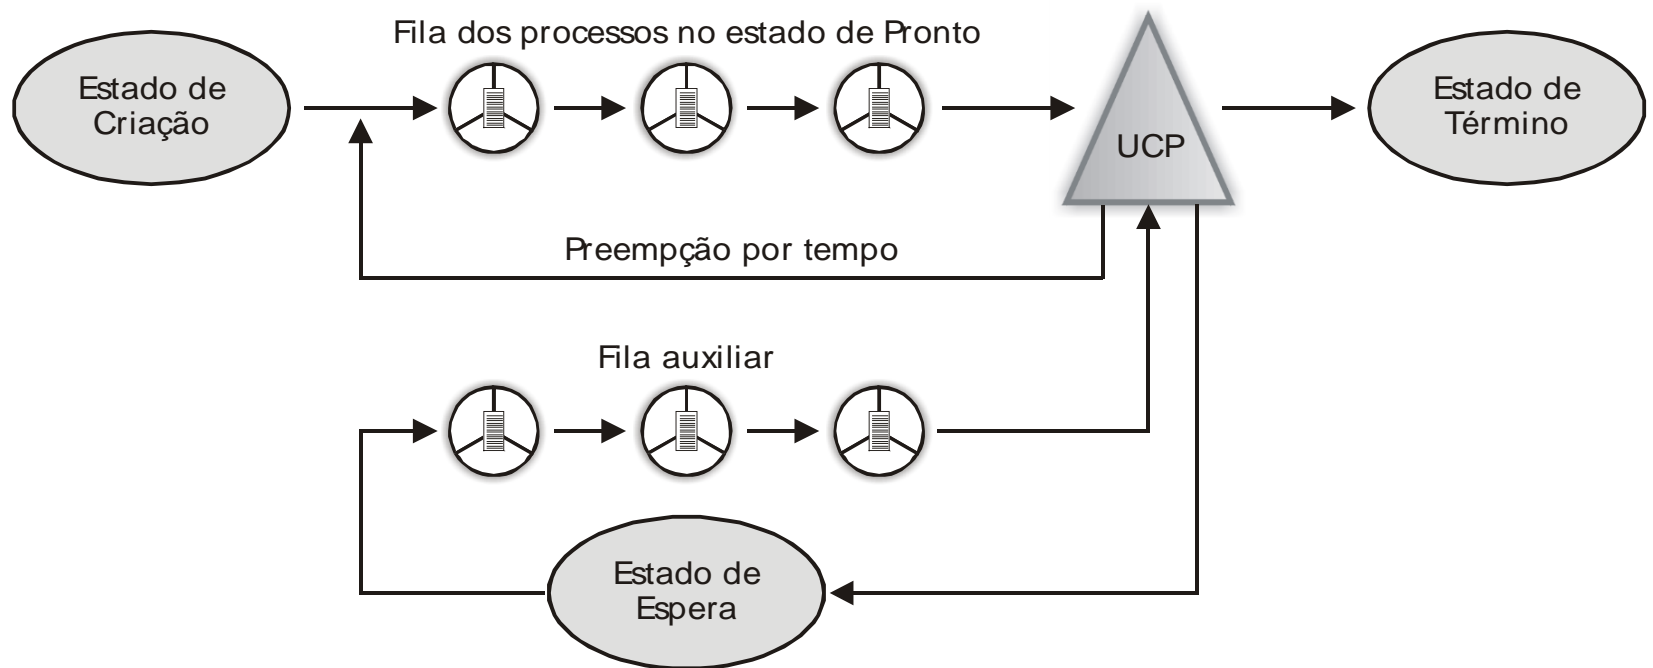 Fila dos processos no estado de Pronto
Estado de
Criação
UCP
Estado de
Término
Preempção por tempo
Fila auxiliar
Estado de
Espera